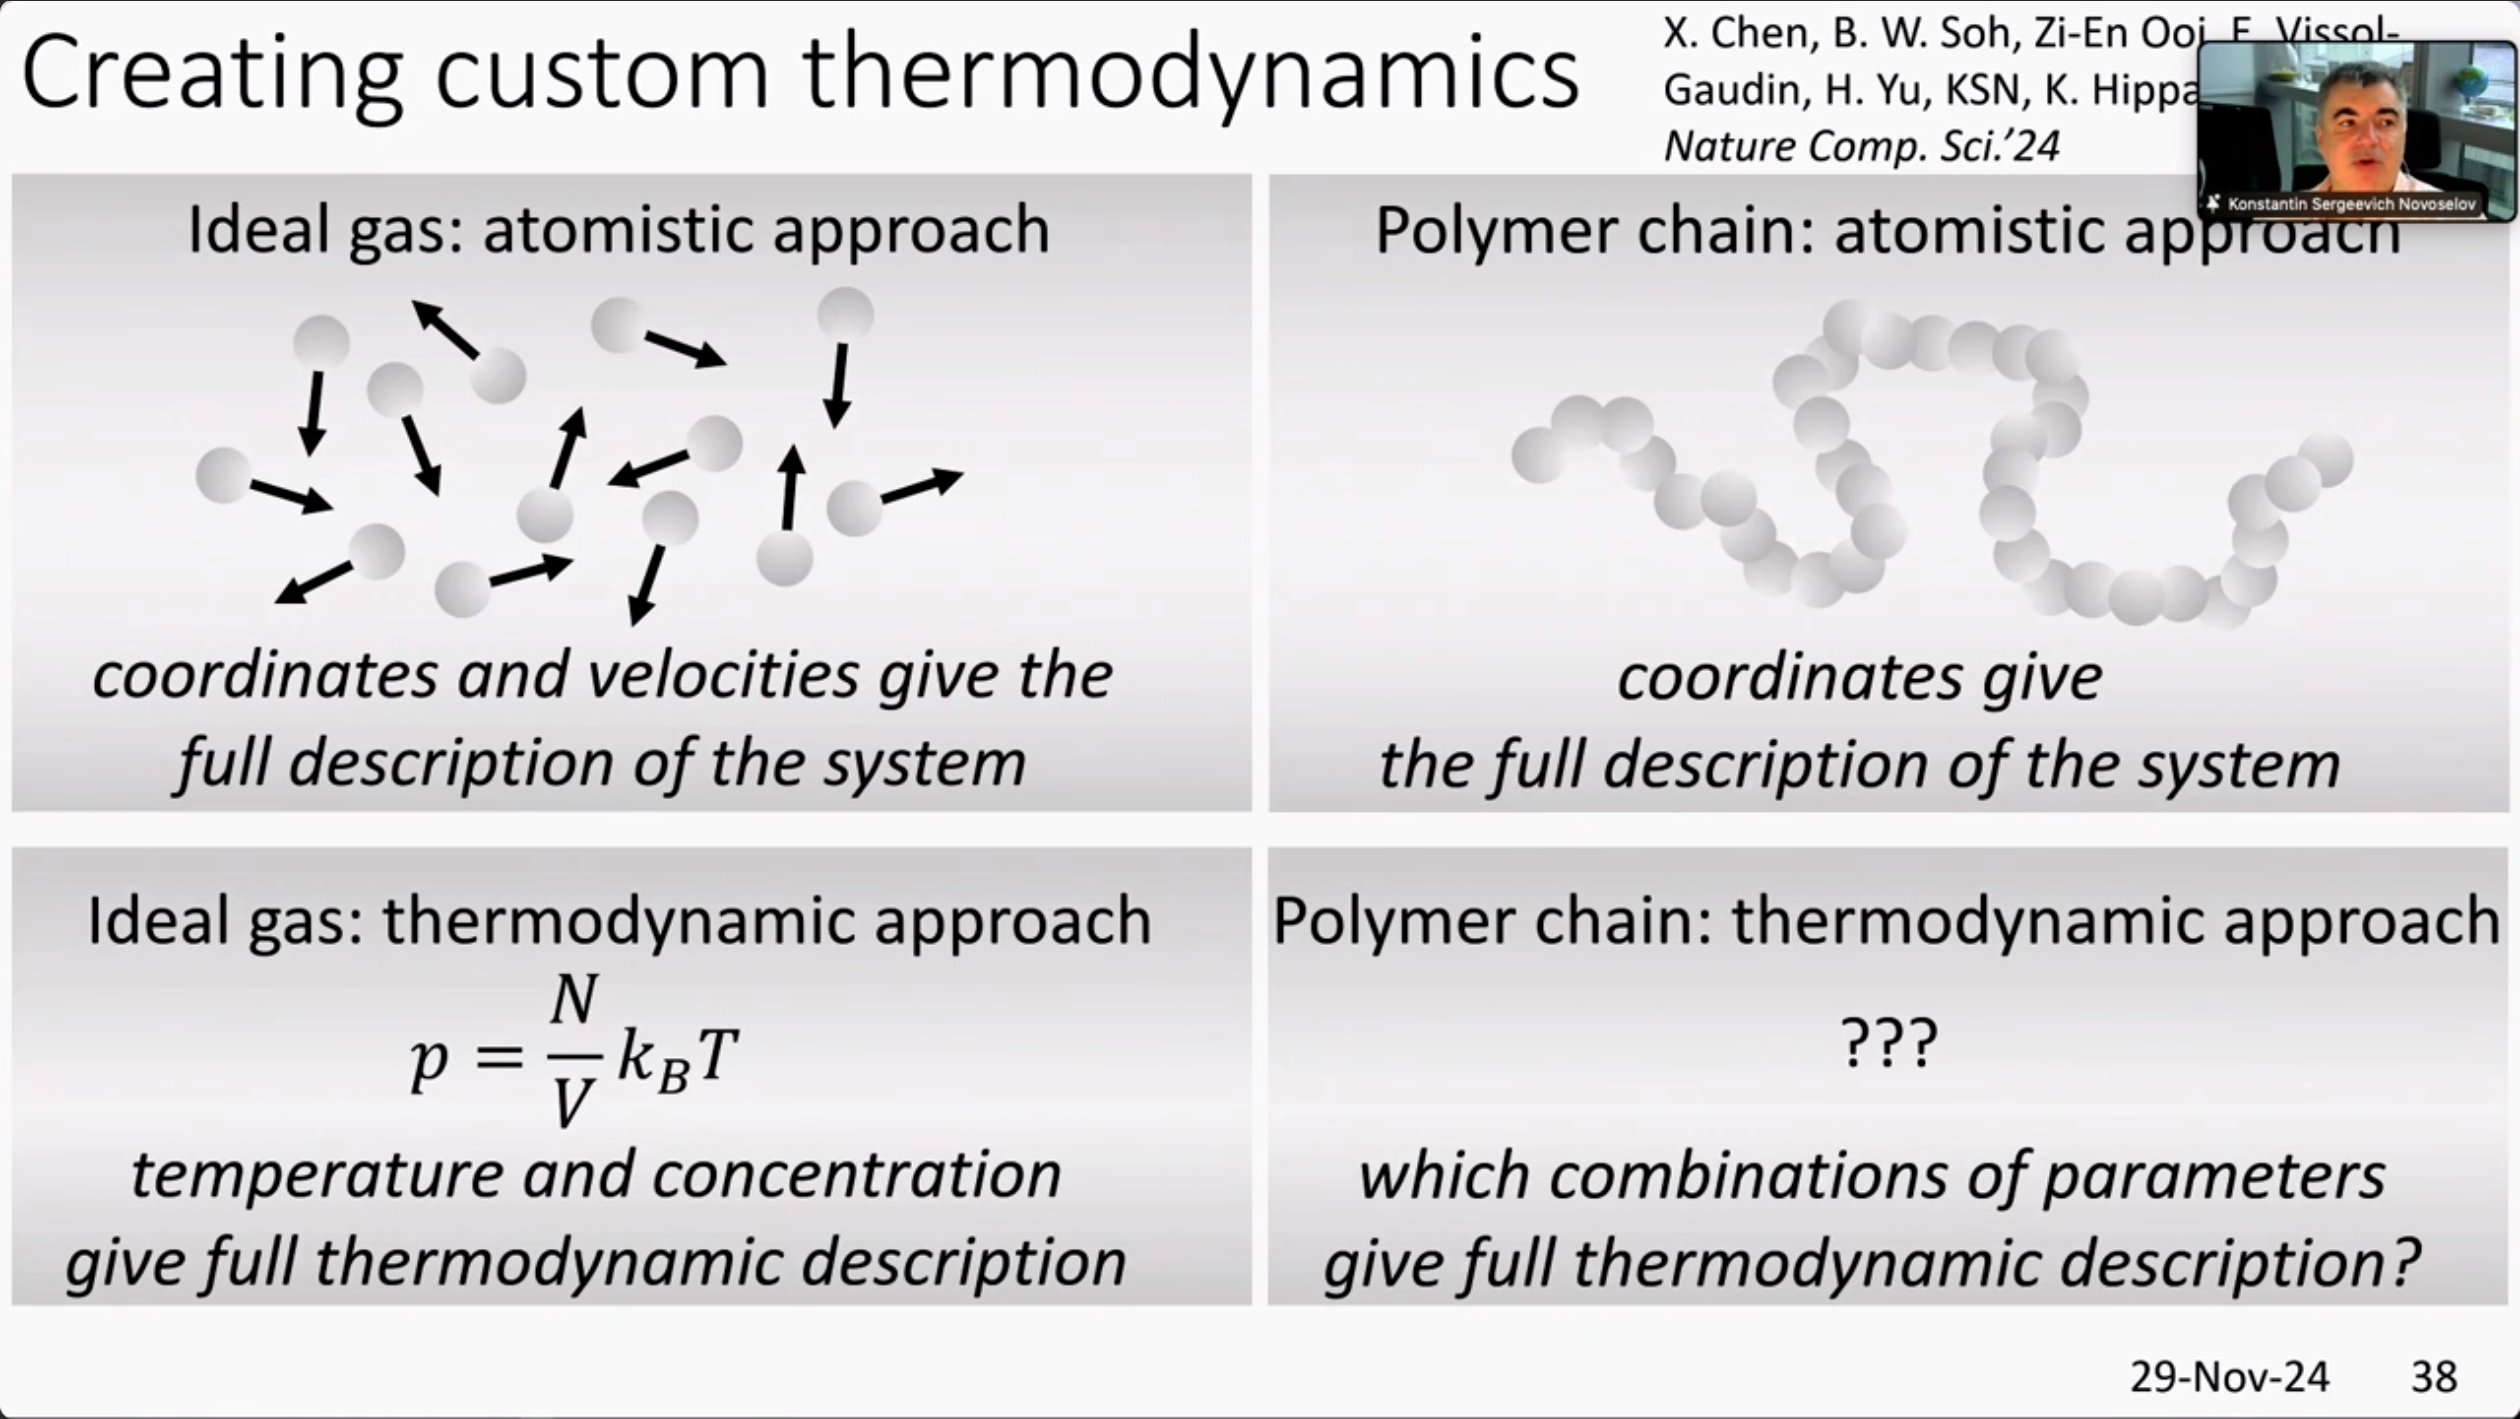 Creating custom thermodynamics
X. Chen, B. W. Soh, Zi-En Ooi, E. Vissol-
Gaudin, H. Yu, KSN, K. Hippa
Nature Comp. Sci.'24
Konstantin Sergeevich Novoselov
Ideal gas: atomistic approach
coordinates and velocities give the
full description of the system
Polymer chain: atomistic approach
coordinates give
the full description of the system
Ideal gas: thermodynamic approach
p = N/V k_B T
temperature and concentration
give full thermodynamic description
Polymer chain: thermodynamic approach
???
which combinations of parameters
give full thermodynamic description?
29-Nov-24 38